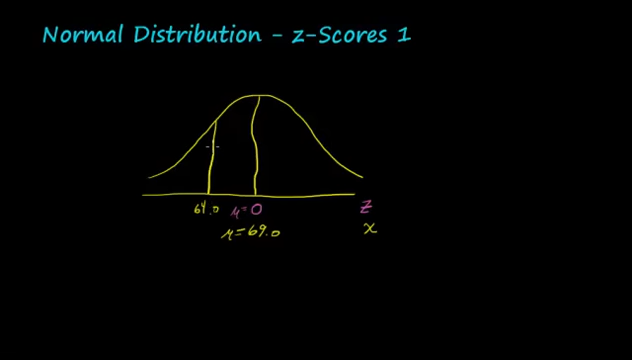 Normal Distribution - z-Scores 1
64.0 μ=0 z
μ=69.0 x